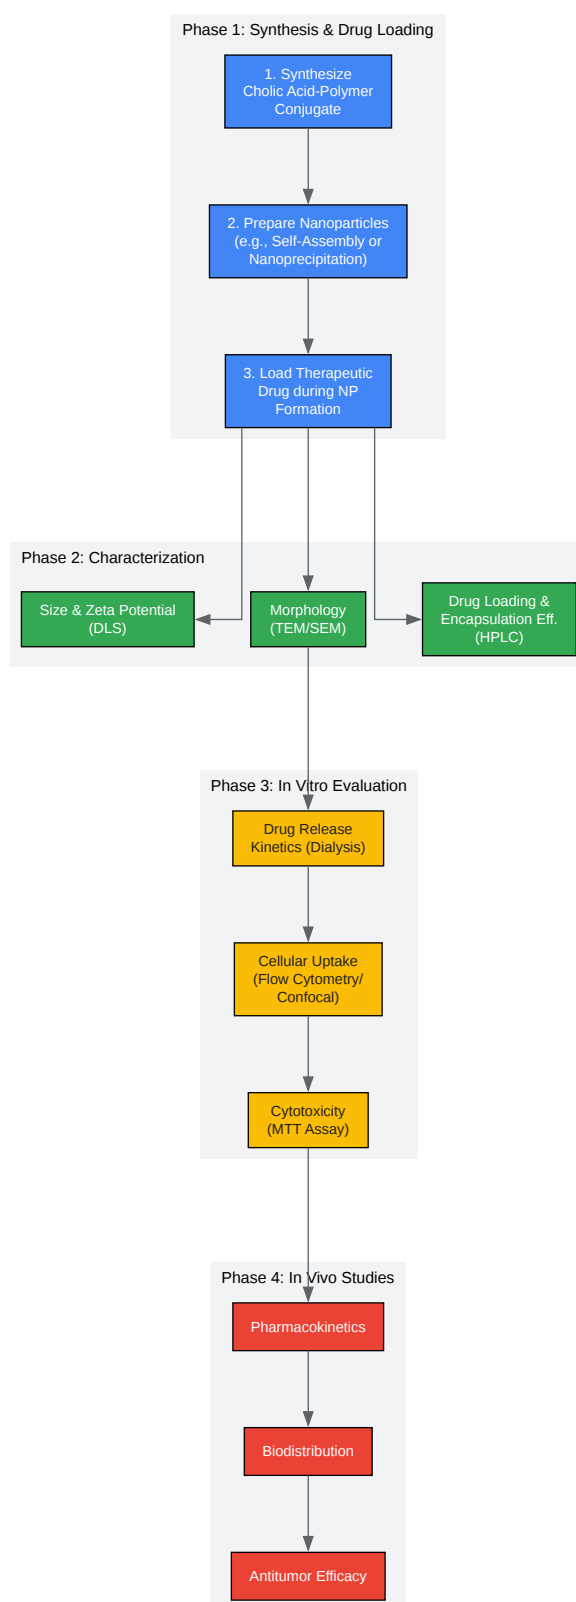 Phase 1: Synthesis & Drug Loading
1. Synthesize
Cholic Acid-Polymer
Conjugate
2. Prepare Nanoparticles
(e.g., Self-Assembly or
Nanoprecipitation)
3. Load Therapeutic
Drug during NP
Formation
Phase 2: Characterization
Size & Zeta Potential
(DLS)
Morphology
(TEM/SEM)
Drug Loading &
Encapsulation Eff.
(HPLC)
Phase 3: In Vitro Evaluation
Drug Release
Kinetics (Dialysis)
Cellular Uptake
(Flow Cytometry/
Confocal)
Cytotoxicity
(MTT Assay)
Phase 4: In Vivo Studies
Pharmacokinetics
Biodistribution
Antitumor Efficacy